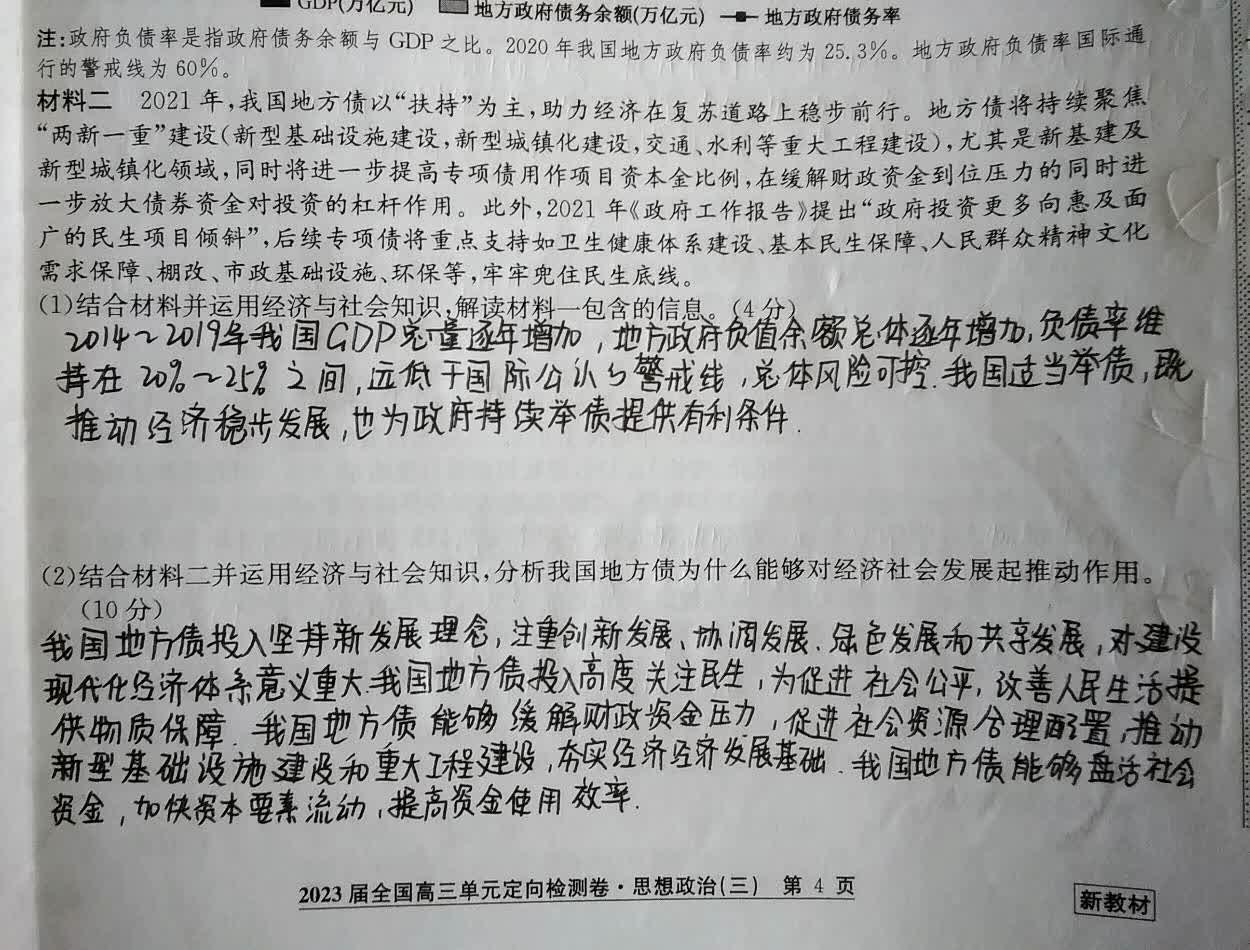 GDP(万亿元) 地方政府债务余额(万亿元) 地方政府债务率
注:政府负债率是指政府债务余额与 GDP 之比。2020 年我国地方政府负债率约为 25.3%。地方政府负债率国际通
行的警戒线为 60%。
材料二 2021 年,我国地方债以“扶持”为主,助力经济在复苏道路上稳步前行。地方债将持续聚焦
“两新一重”建设(新型基础设施建设,新型城镇化建设,交通、水利等重大工程建设),尤其是新基建及
新型城镇化领域,同时将进一步提高专项债用作项目资本金比例,在缓解财政资金到位压力的同时进
一步放大债券资金对投资的杠杆作用。此外,2021 年《政府工作报告》提出“政府投资更多向惠及面
广的民生项目倾斜”,后续专项债将重点支持如卫生健康体系建设、基本民生保障、人民群众精神文化
需求保障、棚改、市政基础设施、环保等,牢牢兜住民生底线。
(1)结合材料并运用经济与社会知识,解读材料一包含的信息。(4 分)
2014~2019年我国GDP总量逐年增加,地方政府负值余额总体逐年增加,负债率维
持在 20%~25% 之间,远低于国际公认的警戒线,总体风险可控.我国适当举债,既
推动经济稳步发展,也为政府持续举债提供有利条件.
(2)结合材料二并运用经济与社会知识,分析我国地方债为什么能够对经济社会发展起推动作用。
(10 分)
我国地方债投入坚持新发展理念,注重创新发展、协调发展.绿色发展和共享发展,对建设
现代化经济体系意义重大.我国地方债投入高度关注民生,为促进社会公平,改善人民生活提
供物质保障.我国地方债能够缓解财政资金压力,促进社会资源合理配置,推动
新型基础设施建设和重大工程建设,夯实经济经济发展基础.我国地方债能够盘活社会
资金,加快资本要素流动,提高资金使用效率.
2023 届全国高三单元定向检测卷·思想政治(三) 第 4 页
新教材